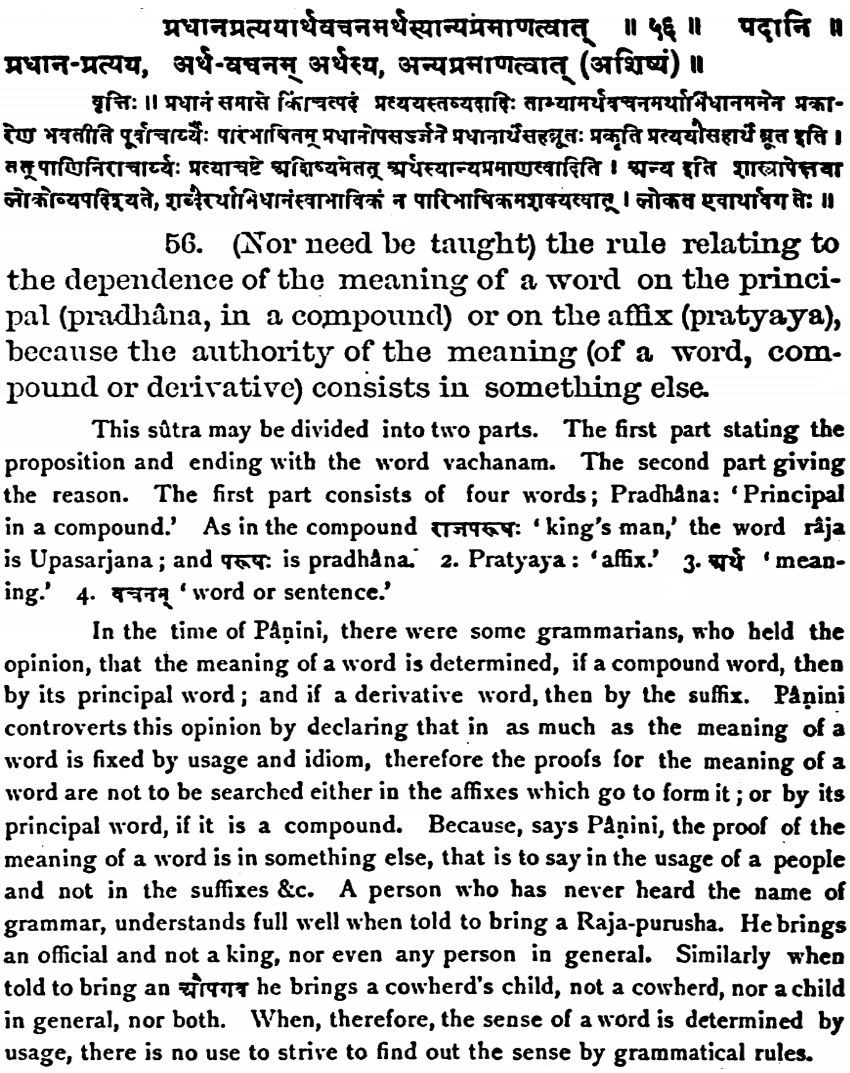 प्रधानप्रत्ययार्थवचनमर्थस्यान्यप्रमाणत्वात् ॥ ५६ ॥ पदानि ॥
प्रधान-प्रत्यय, अर्थ-वचनम् अर्थस्य, अन्यप्रमाणत्वात् (अशिष्यं) ॥
वृत्तिः ॥ प्रधानं समासे किंचित्पदं प्रत्ययस्तव्यदादिः ताभ्यामर्थवचनमर्थाभिधानमनेन प्रका-
रेण भवतीति पूर्वाचार्य्यैः परिभाषितम् प्रधानोपसर्ज्जने प्रधानार्थंसहब्रूतः प्रकृति प्रत्ययौसहार्थं ब्रूत इति ।
तत् पाणिनिराचार्य्यः प्रत्याचष्टे अशिष्यमेतत् अर्थस्यान्यप्रमाणत्वादिति । अन्य इति शास्त्रापेक्षया
लोकोव्यपदिश्यते, शब्दैरर्थाभिधानंस्वाभाविकं न पारिभाषिकमशक्यत्वात् । लोकत एवार्थावगतेः ॥
56. (Nor need be taught) the rule relating to
the dependence of the meaning of a word on the princi-
pal (pradhâna, in a compound) or on the affix (pratyaya),
because the authority of the meaning (of a word, com-
pound or derivative) consists in something else.
This sûtra may be divided into two parts. The first part stating the
proposition and ending with the word vachanam. The second part giving
the reason. The first part consists of four words; Pradhâna: 'Principal
in a compound.' As in the compound राजपरूषः 'king's man,' the word râja
is Upasarjana; and परूषः is pradhâna. 2. Pratyaya: 'affix.' 3. अर्थ 'mean-
ing.' 4. वचनम् 'word or sentence.'
In the time of Pâṇini, there were some grammarians, who held the
opinion, that the meaning of a word is determined, if a compound word, then
by its principal word; and if a derivative word, then by the suffix. Pâṇini
controverts this opinion by declaring that in as much as the meaning of a
word is fixed by usage and idiom, therefore the proofs for the meaning of a
word are not to be searched either in the affixes which go to form it; or by its
principal word, if it is a compound. Because, says Pâṇini, the proof of the
meaning of a word is in something else, that is to say in the usage of a people
and not in the suffixes &c. A person who has never heard the name of
grammar, understands full well when told to bring a Raja-purusha. He brings
an official and not a king, nor even any person in general. Similarly when
told to bring an औपगव he brings a cowherd's child, not a cowherd, nor a child
in general, nor both. When, therefore, the sense of a word is determined by
usage, there is no use to strive to find out the sense by grammatical rules.